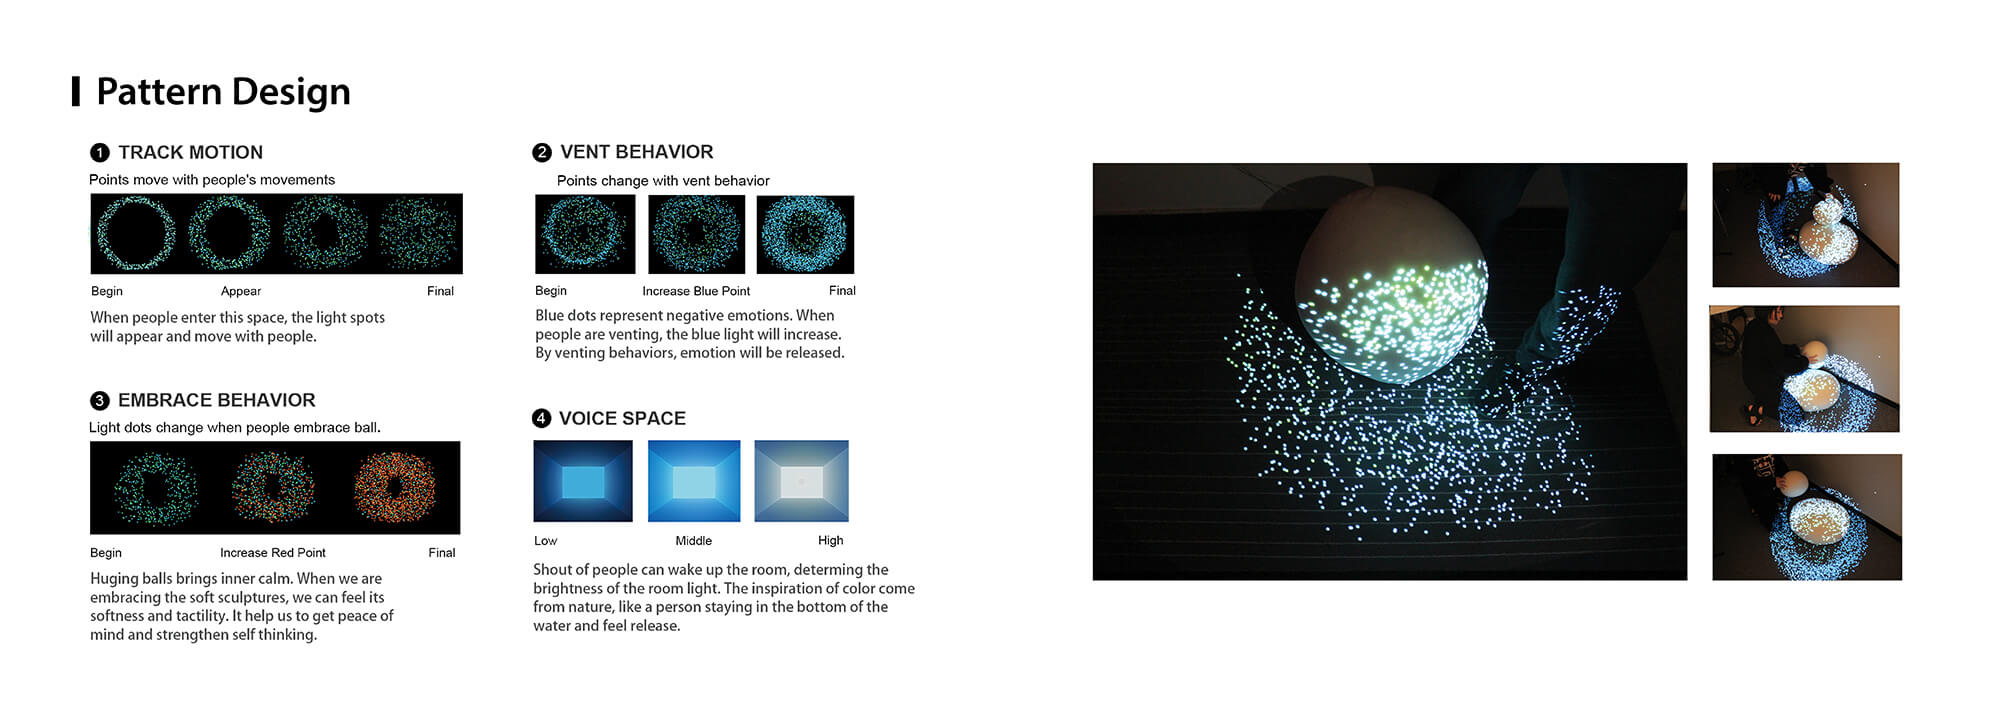 Pattern Design
1 TRACK MOTION
Points move with people's movements
Begin Appear Final
When people enter this space, the light spots
will appear and move with people.
2 VENT BEHAVIOR
Points change with vent behavior
Begin Increase Blue Point Final
Blue dots represent negative emotions. When
people are venting, the blue light will increase.
By venting behaviors, emotion will be released.
3 EMBRACE BEHAVIOR
Light dots change when people embrace ball.
Begin Increase Red Point Final
Huging balls brings inner calm. When we are
embracing the soft sculptures, we can feel its
softness and tactility. It help us to get peace of
mind and strengthen self thinking.
4 VOICE SPACE
Low Middle High
Shout of people can wake up the room, determing the
brightness of the room light. The inspiration of color come
from nature, like a person staying in the bottom of the
water and feel release.